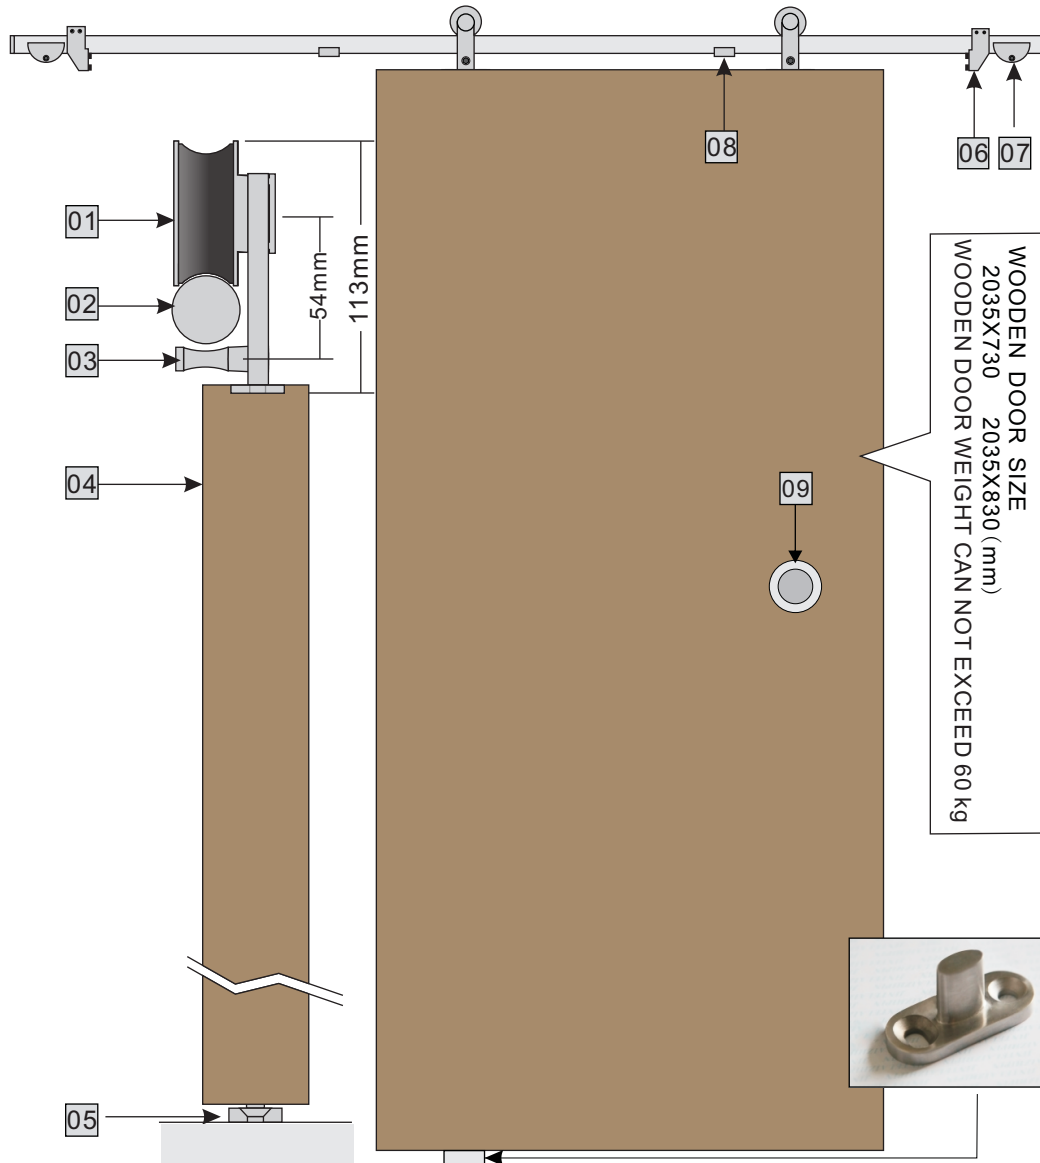 08
06
07
01
02
03
54mm
113mm
04
09
WOODEN DOOR SIZE
2035X730 2035X830(mm)
WOODEN DOOR WEIGHT CAN NOT EXCEED 60 kg
05